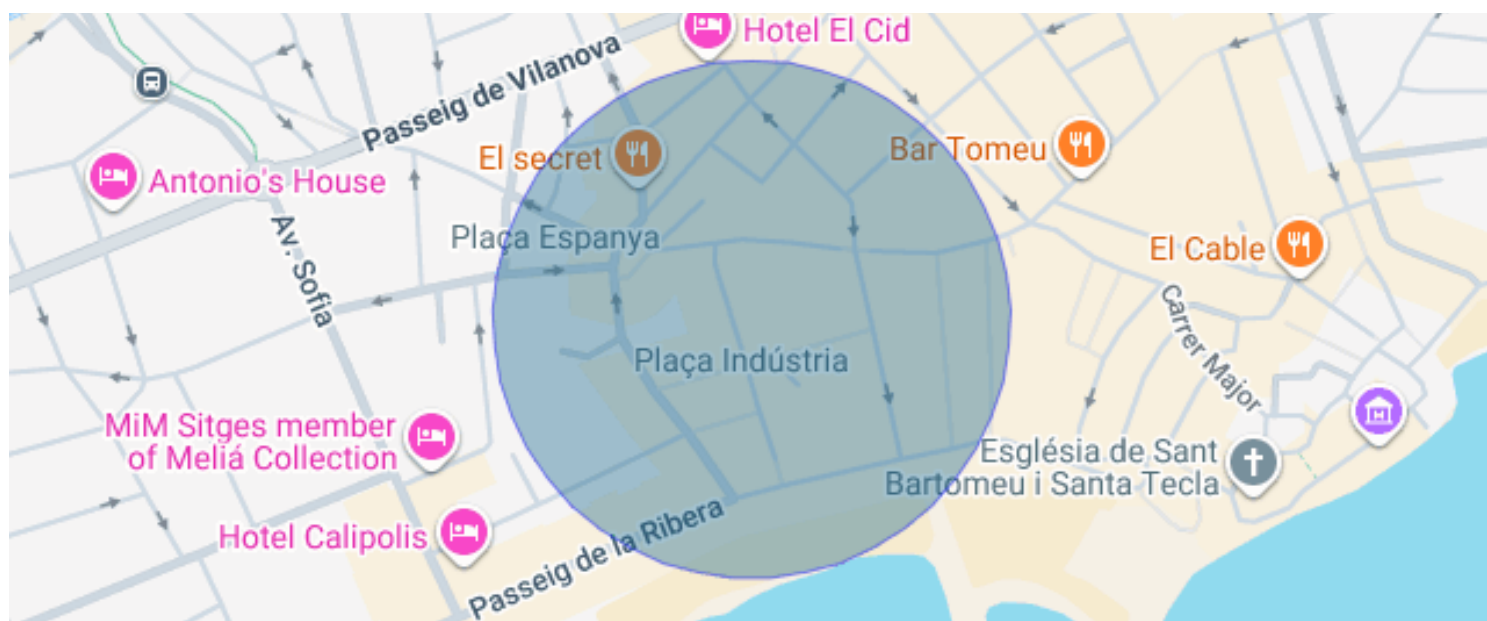 Hotel El Cid
Passeig de Vilanova
El secret
Bar Tomeu
Antonio's House
Plaça Espanya
Av. Sofia
El Cable
Carrer Major
Plaça Indústria
MiM Sitges member
of Meliá Collection
Església de Sant
Bartomeu i Santa Tecla
Hotel Calipolis
Passeig de la Ribera